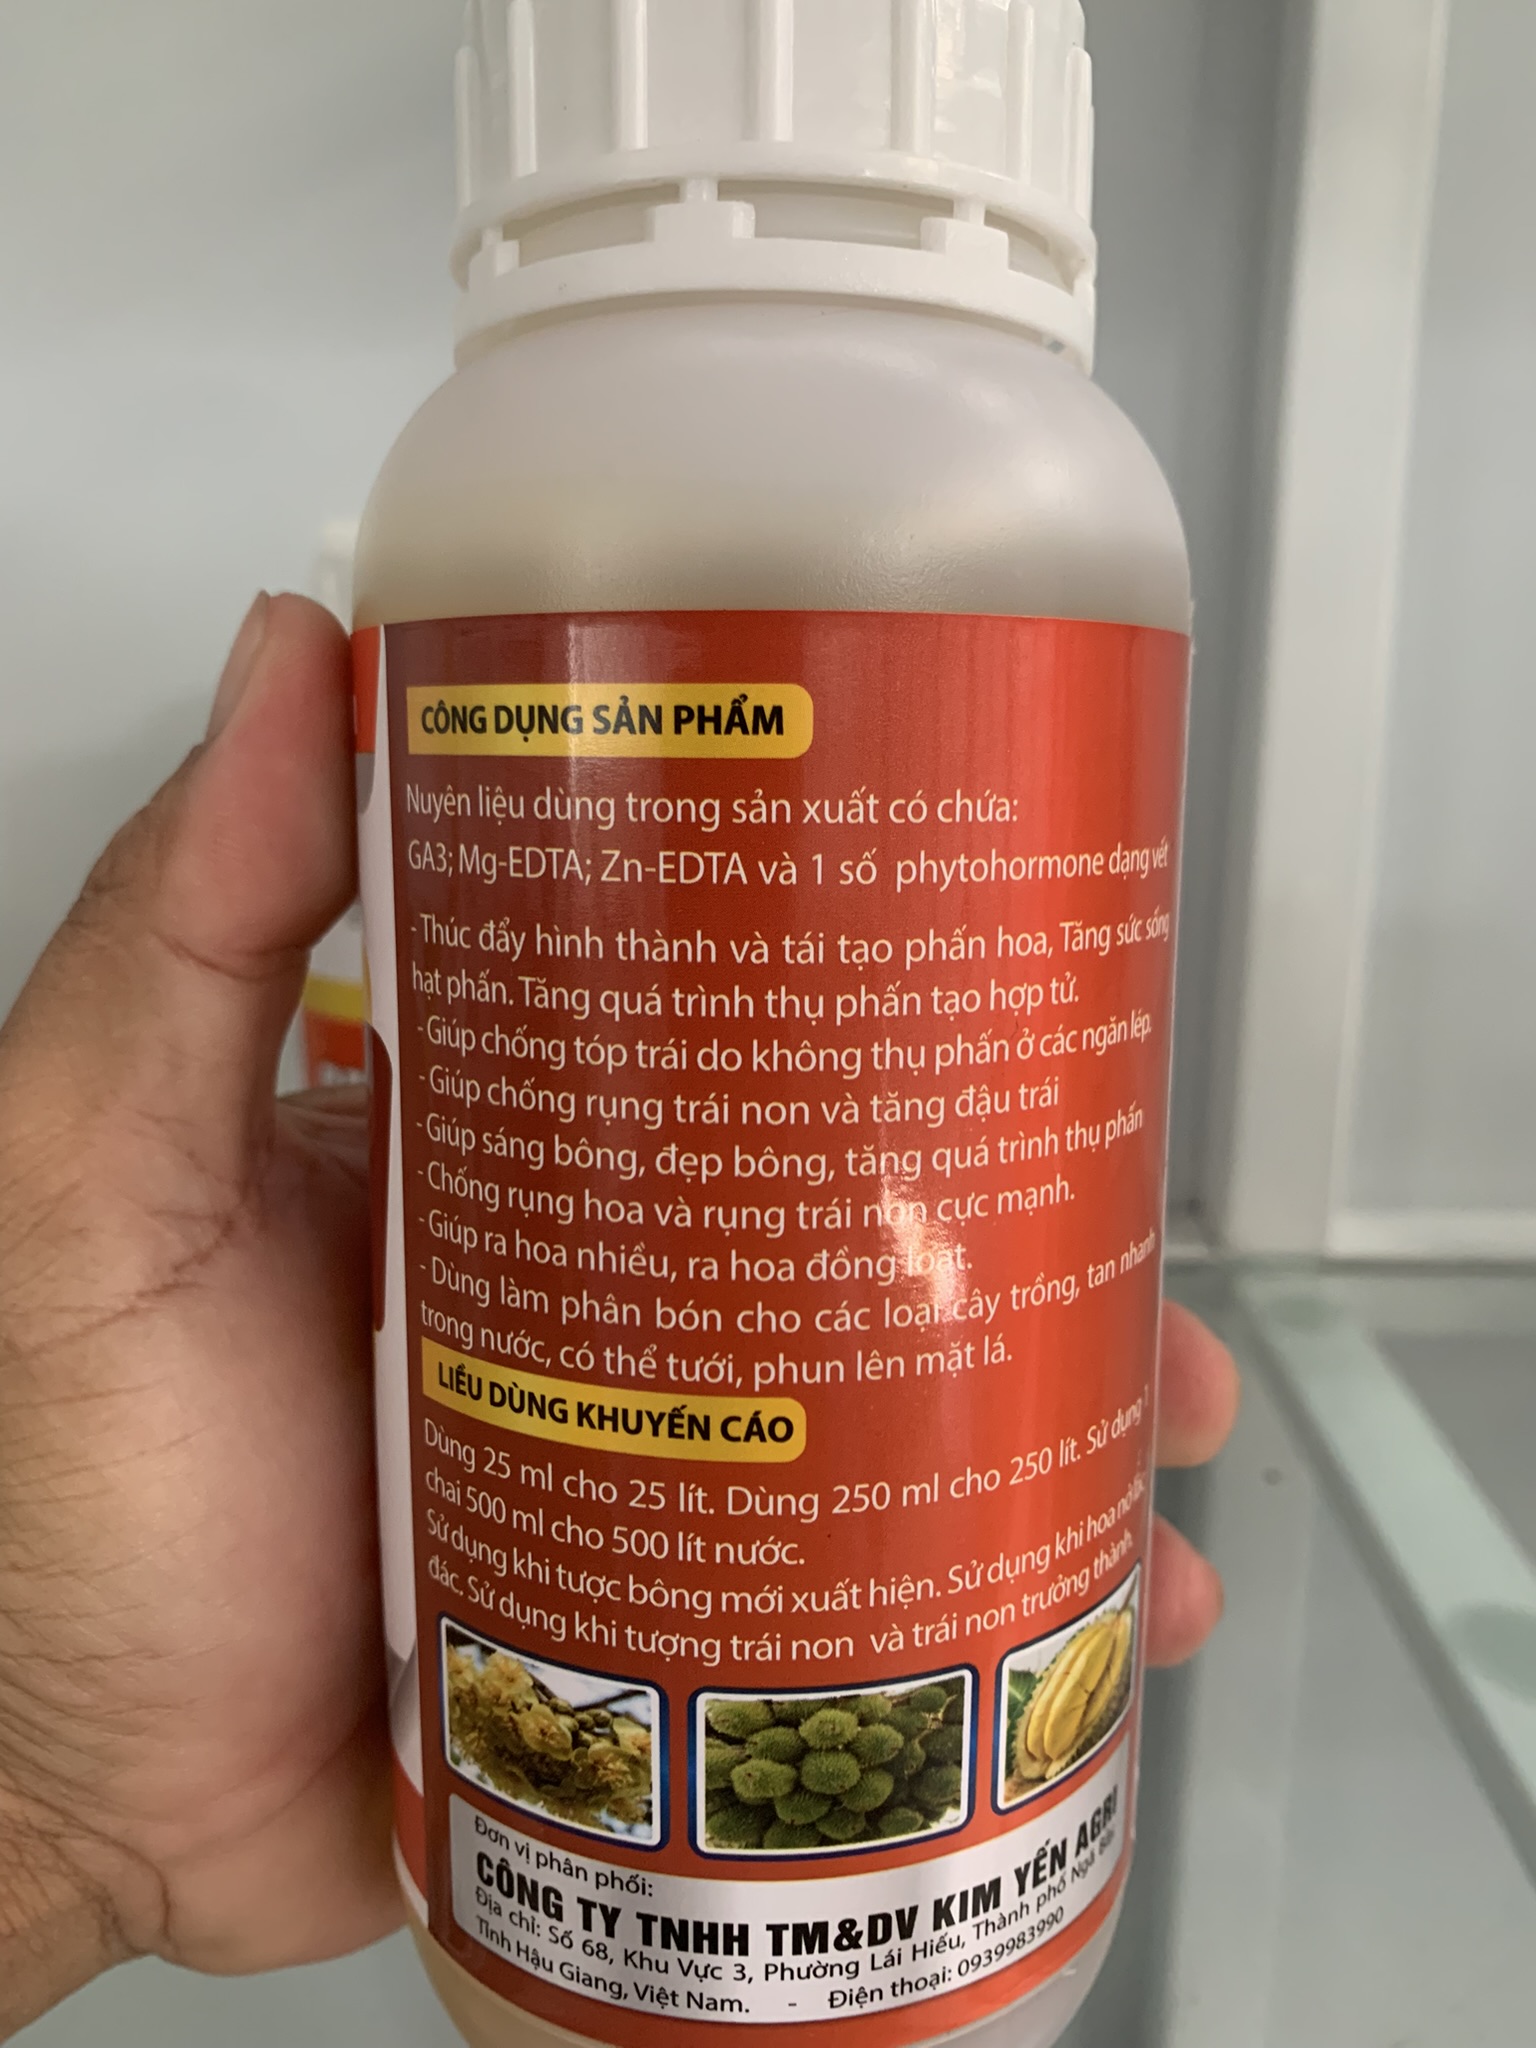 CÔNG DỤNG SẢN PHẨM
Nuyên liệu dùng trong sản xuất có chứa:
GA3; Mg-EDTA; Zn-EDTA và 1 số phytohormone dạng vét
- Thúc đẩy hình thành và tái tạo phấn hoa, Tăng sức sống
hạt phấn. Tăng quá trình thụ phấn tạo hợp tử.
- Giúp chống tóp trái do không thụ phấn ở các ngăn lép.
- Giúp chống rụng trái non và tăng đậu trái
- Giúp sáng bông, đẹp bông, tăng quá trình thụ phấn
- Chống rụng hoa và rụng trái non cực mạnh.
- Giúp ra hoa nhiều, ra hoa đồng loạt.
- Dùng làm phân bón cho các loại cây trồng, tan nhanh
trong nước, có thể tưới, phun lên mặt lá.
LIỀU DÙNG KHUYẾN CÁO
Dùng 25 ml cho 25 lít. Dùng 250 ml cho 250 lít. Sử dụng 1
chai 500 ml cho 500 lít nước.
Sử dụng khi tược bông mới xuất hiện. Sử dụng khi hoa nở lác
đác. Sử dụng khi tượng trái non và trái non trưởng thành.
Đơn vị phân phối:
CÔNG TY TNHH TM&DV KIM YẾN AGRI
Địa chỉ: Số 68, Khu Vực 3, Phường Lái Hiếu, Thành phố Ngã Bảy
Tỉnh Hậu Giang, Việt Nam. - Điện thoại: 0939983990